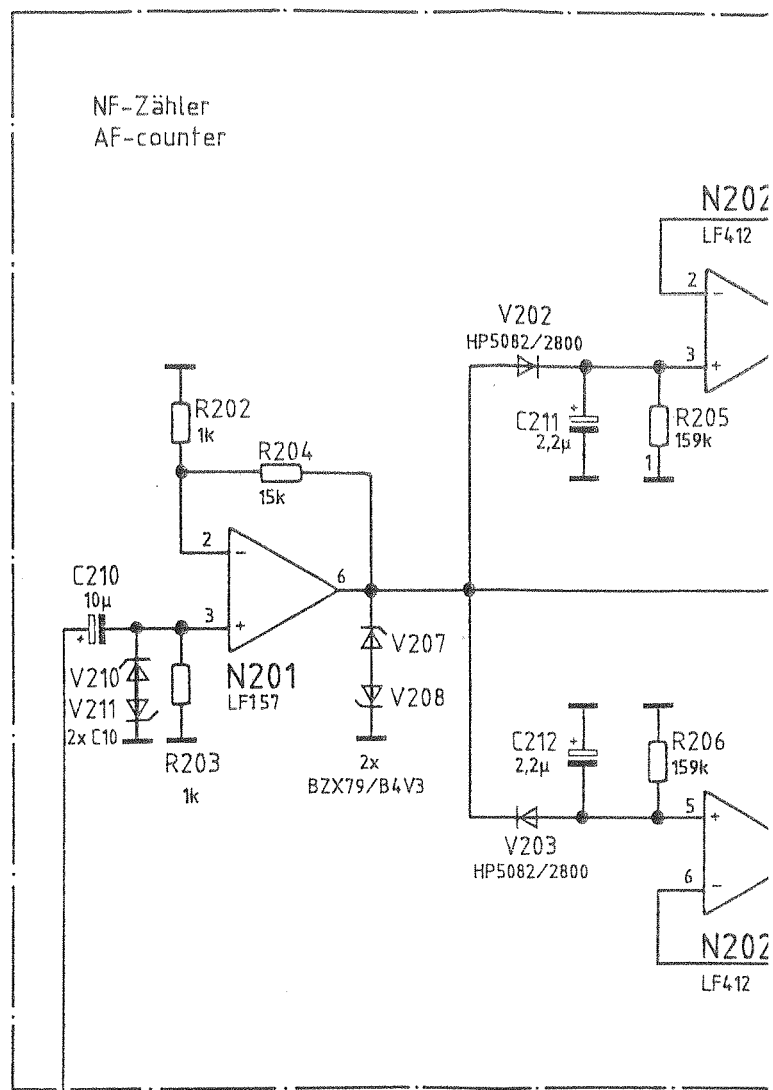 NF-Zähler
AF-counter
N202
LF412
2
-
V202
HP5082/2800
3
+
R202
1k
+
C211
2,2µ
R205
159k
1
R204
15k
2
-
C210
10µ
6
+
3
+
V207
V210
N201
LF157
V208
V211
2x C10
R203
1k
2x
BZX79/B4V3
+
C212
2,2µ
R206
159k
5
+
V203
HP5082/2800
6
-
N202
LF412